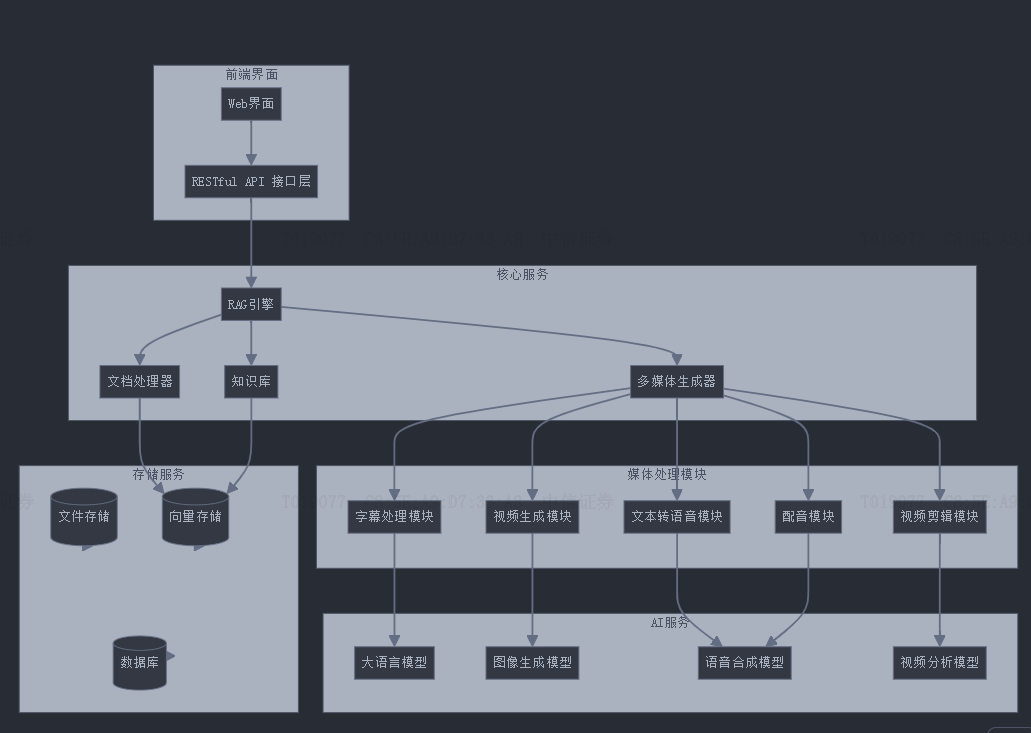 前端界面
Web界面
RESTful API 接口层
核心服务
RAG引擎
文档处理器
知识库
多媒体生成器
存储服务
文件存储
向量存储
数据库
媒体处理模块
字幕处理模块
视频生成模块
文本转语音模块
配音模块
视频剪辑模块
AI服务
大语言模型
图像生成模型
语音合成模型
视频分析模型